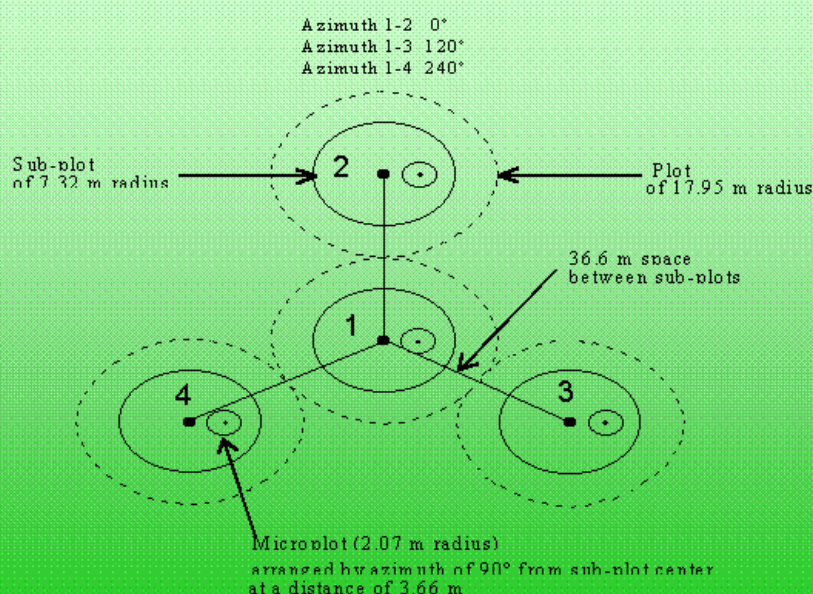 Azimuth 1-2 0°
Azimuth 1-3 120°
Azimuth 1-4 240°
2
Sub-plot
of 7.32 m radius
Plot
of 17.95 m radius
36.6 m space
between sub-plots
1
4
3
Microplot (2.07 m radius)
arranged by azimuth of 90° from sub-plot center
at a distance of 3.66 m